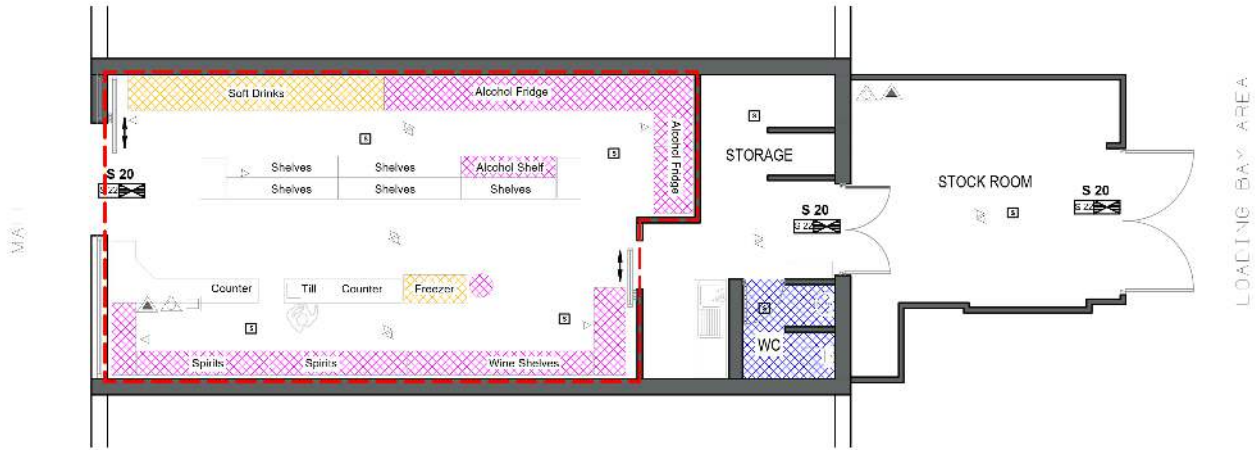 Soft Drinks
Alcohol Fridge
Alcohol Fridge
S
S
S
Shelves
Shelves
Alcohol Shelf
Shelves
Shelves
Shelves
STORAGE
STOCK ROOM
S 20
S 20
S 20
S
LOADING BAY AREA
Counter
Till
Counter
Freezer
S
S
S
WC
Spirits
Spirits
Wine Shelves